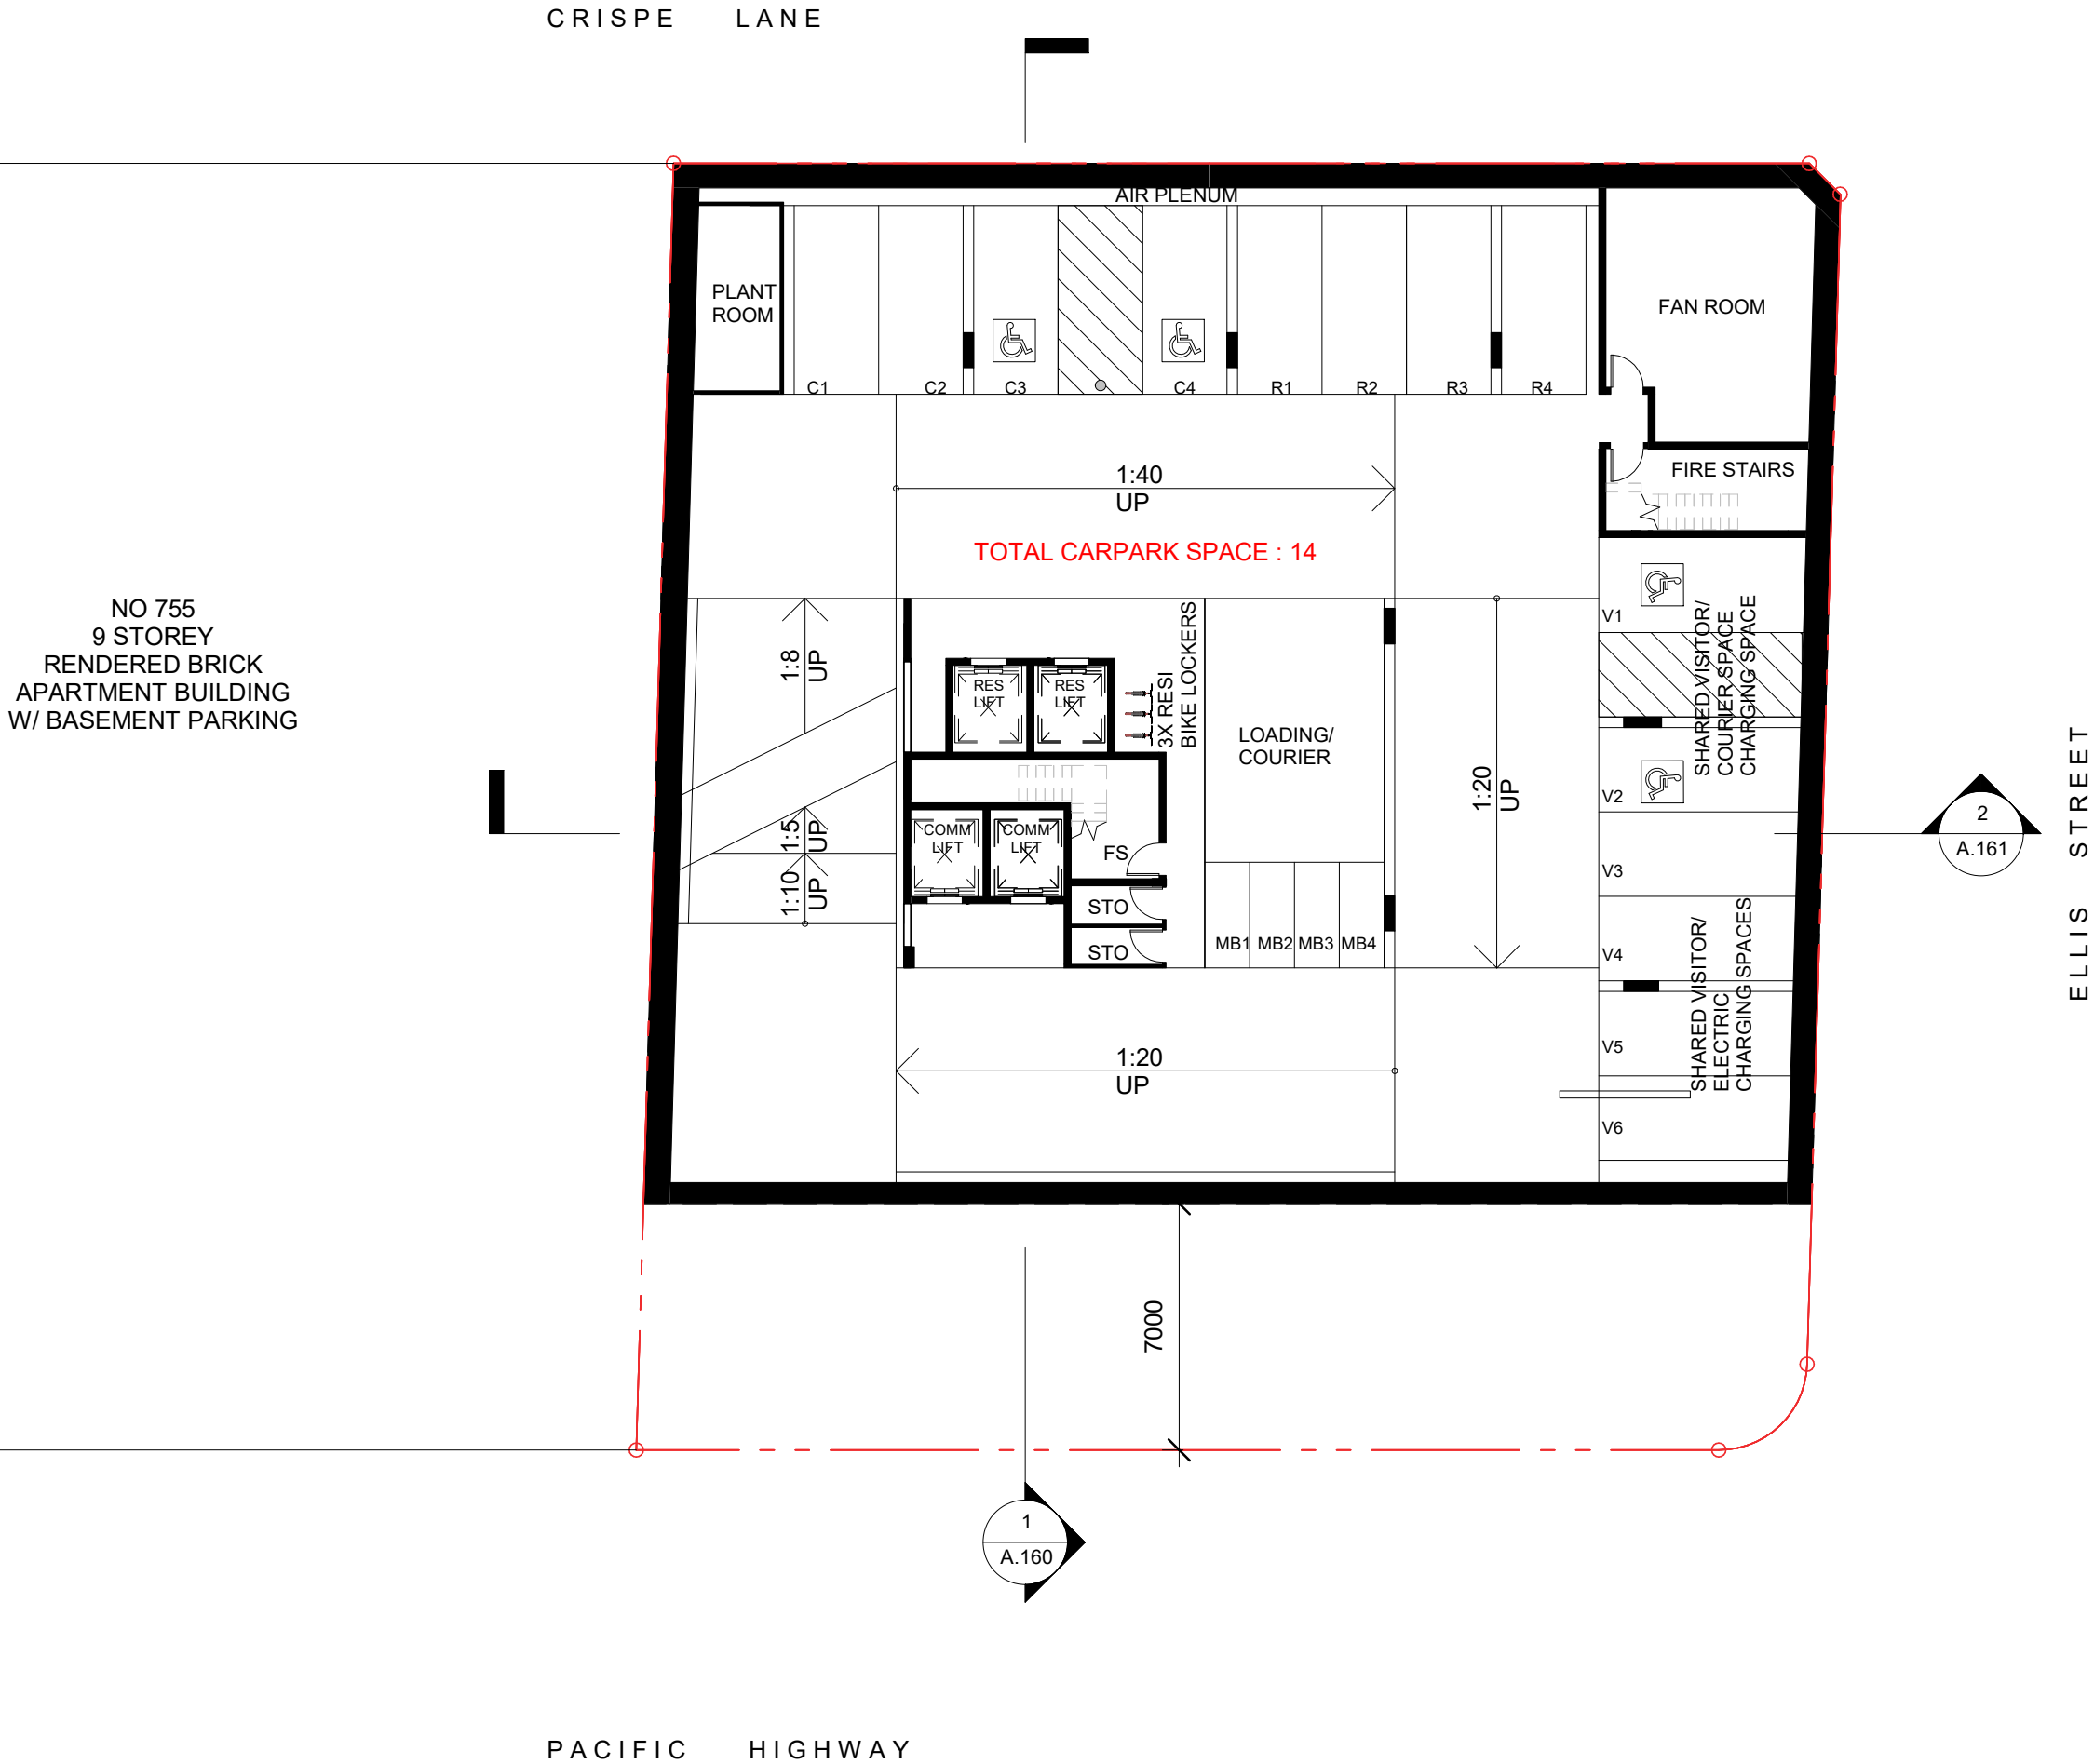 CRISPE LANE
AIR PLENUM
PLANT
ROOM
FAN ROOM
C1
C2
C3
C4
R1
R2
R3
R4
1:40
UP
FIRE STAIRS
TOTAL CARPARK SPACE : 14
NO 755
9 STOREY
RENDERED BRICK
APARTMENT BUILDING
W/ BASEMENT PARKING
1:8
UP
1:5
UP
1:10
UP
RES
LIFT
RES
LIFT
3X RESI
BIKE LOCKERS
LOADING/
COURIER
COMM
LIFT
COMM
LIFT
FS
STO
STO
MB1
MB2
MB3
MB4
1:20
UP
V1
SHARED VISITOR/
COURIER SPACE
CHARGING SPACE
V2
V3
V4
SHARED VISITOR/
ELECTRIC
CHARGING SPACES
V5
V6
1:20
UP
2
A.161
ELLIS STREET
7000
1
A.160
PACIFIC HIGHWAY